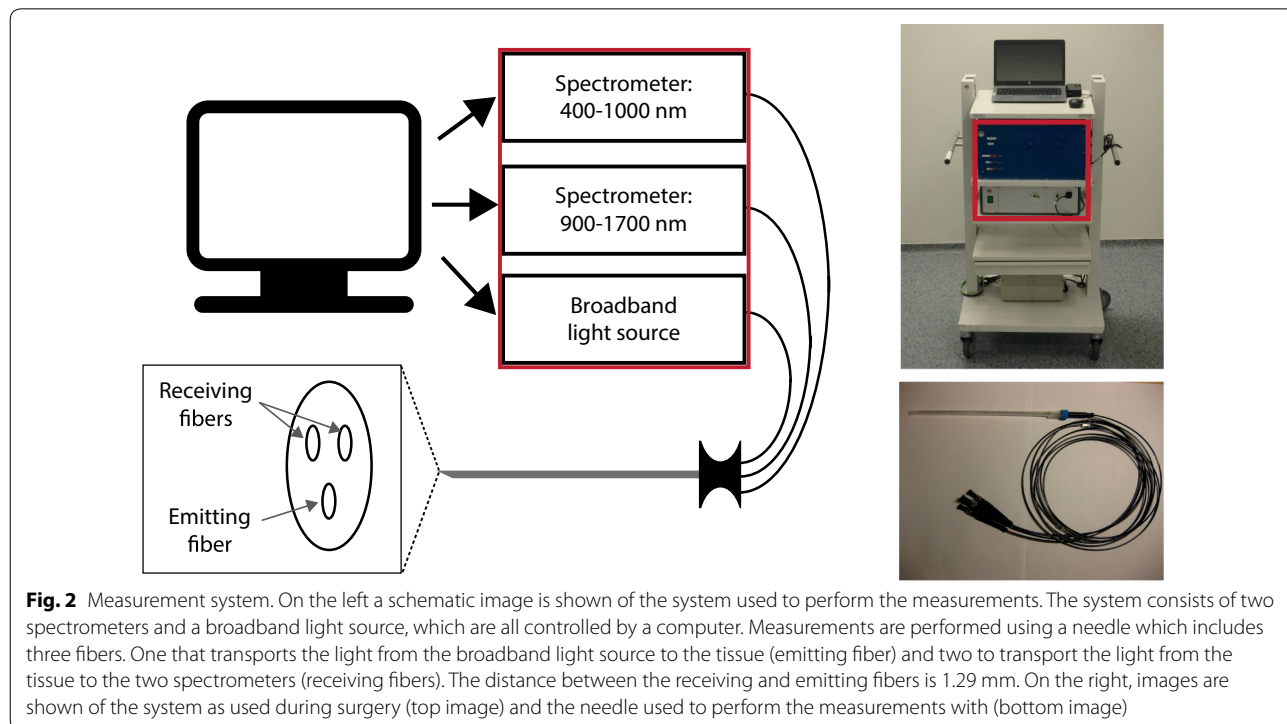 Spectrometer:
400-1000 nm
Spectrometer:
900-1700 nm
Broadband
light source
Receiving
fibers
Emitting
fiber
Fig. 2 Measurement system. On the left a schematic image is shown of the system used to perform the measurements. The system consists of two
spectrometers and a broadband light source, which are all controlled by a computer. Measurements are performed using a needle which includes
three fibers. One that transports the light from the broadband light source to the tissue (emitting fiber) and two to transport the light from the
tissue to the two spectrometers (receiving fibers). The distance between the receiving and emitting fibers is 1.29 mm. On the right, images are
shown of the system as used during surgery (top image) and the needle used to perform the measurements with (bottom image)